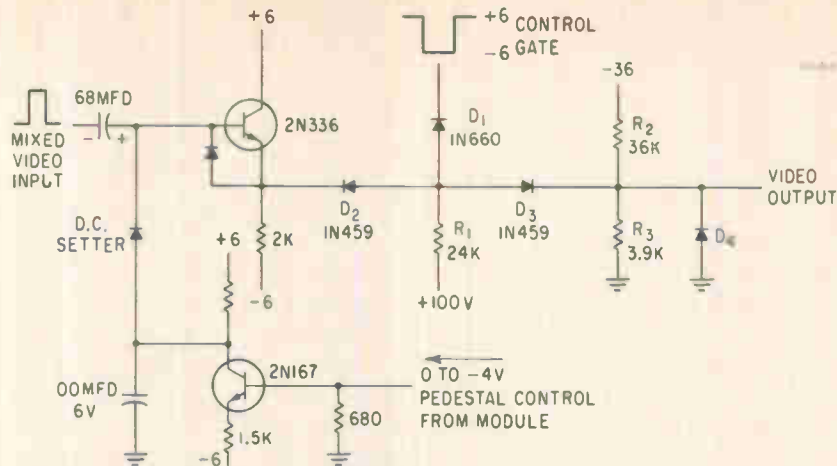 +6
+6 CONTROL
-6 GATE
-36
68MFD
MIXED
VIDEO
INPUT
2N336
D1
IN660
R2
36K
VIDEO
OUTPUT
D.C.
SETTER
+6
2K
-6
D2
IN459
R1
24K
+100V
D3
IN459
R3
3.9K
2N167
0 TO -4V
PEDESTAL CONTROL
FROM MODULE
00MFD
6V
1.5K
-6
680